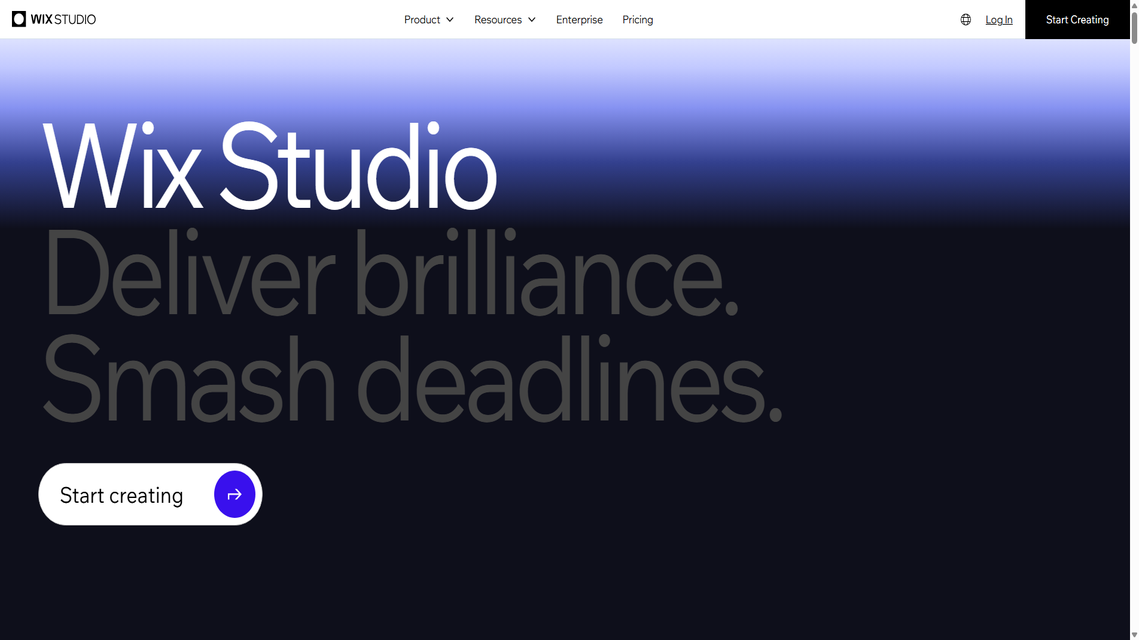 WIX STUDIO
Product
Resources
Enterprise
Pricing
Log In
Start Creating
Wix Studio
Deliver brilliance.
Smash deadlines.
Start creating